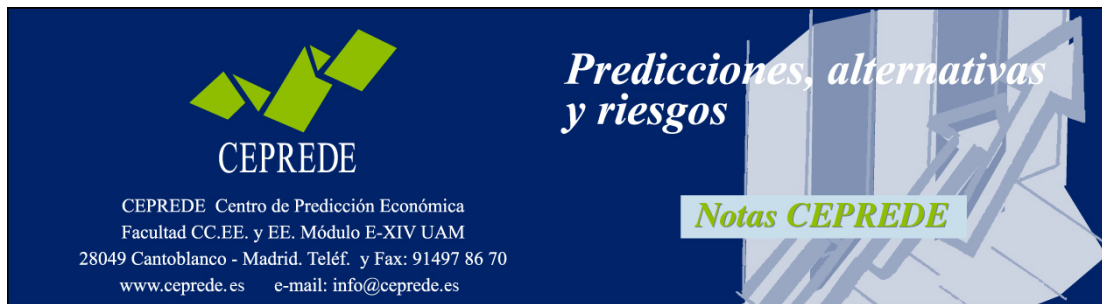 CEPREDE
CEPREDE Centro de Predicción Económica
Facultad CC.EE. y EE. Módulo E-XIV UAM
28049 Cantoblanco - Madrid. Teléf. y Fax: 91497 86 70
www.ceprede.es e-mail: info@ceprede.es
Predicciones, alternativas
y riesgos
Notas CEPREDE